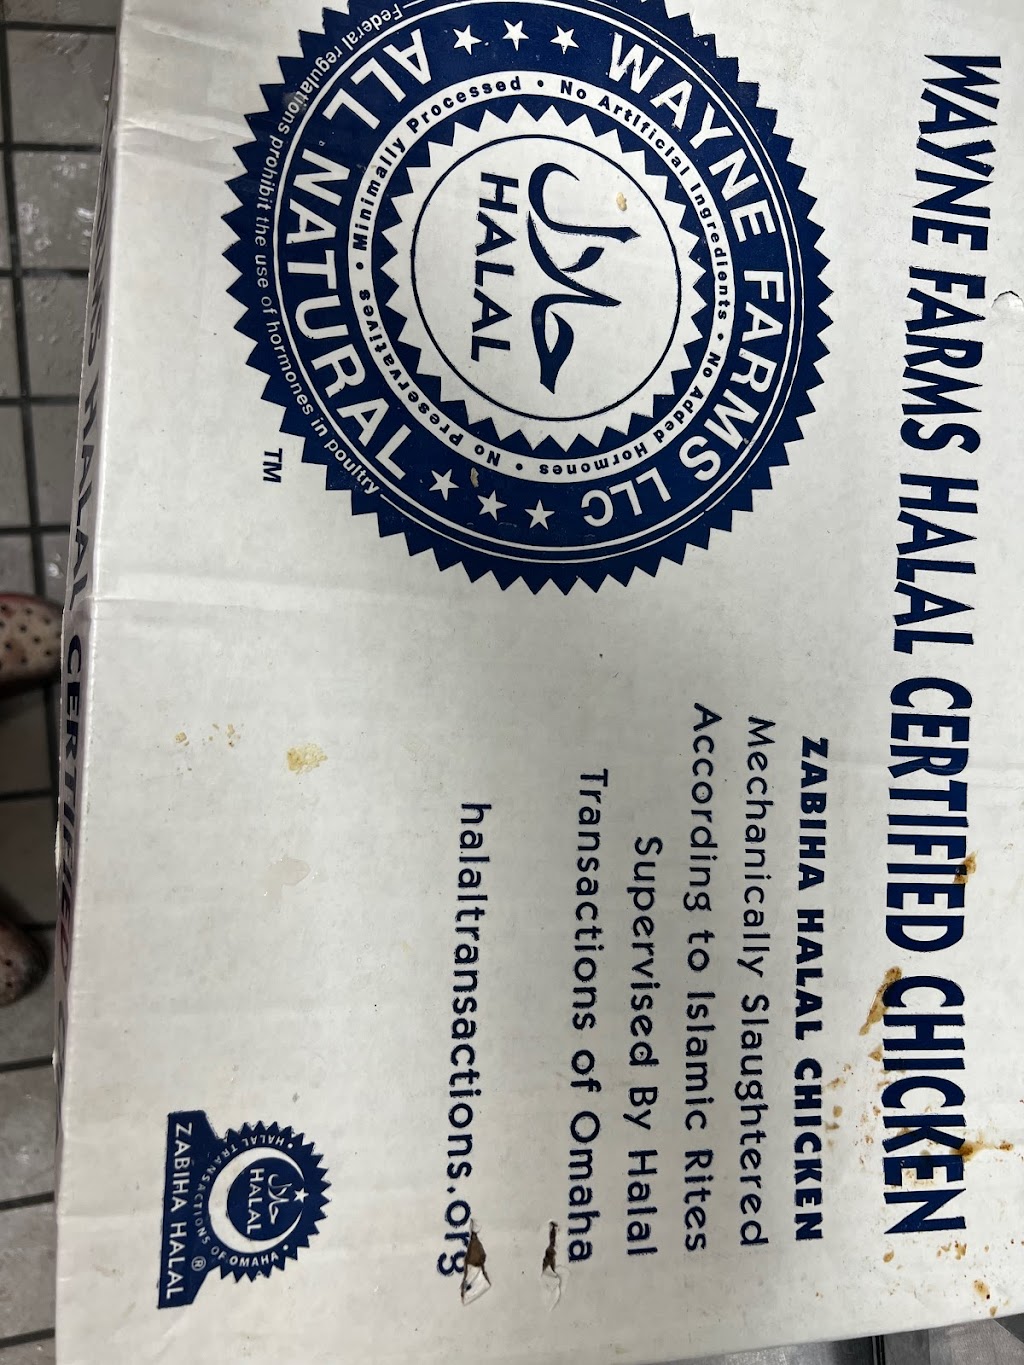 WAYNE FARMS HALAL CERTIFIED CHICKEN
WAYNE FARMS LLC
ALL NATURAL
Minimally Processed • No Artificial Ingredients • No Added Hormones • No Preservatives •
حلال
HALAL
Federal regulations prohibit the use of hormones in poultry
TM
ZABIHA HALAL CHICKEN
Mechanically Slaughtered
According to Islamic Rites
Supervised By Halal
Transactions of Omaha
halaltransactions.org
• HALAL TRANSACTIONS OF OMAHA •
حلال
HALAL
®
ZABIHA HALAL
HALAL CERTIFIED